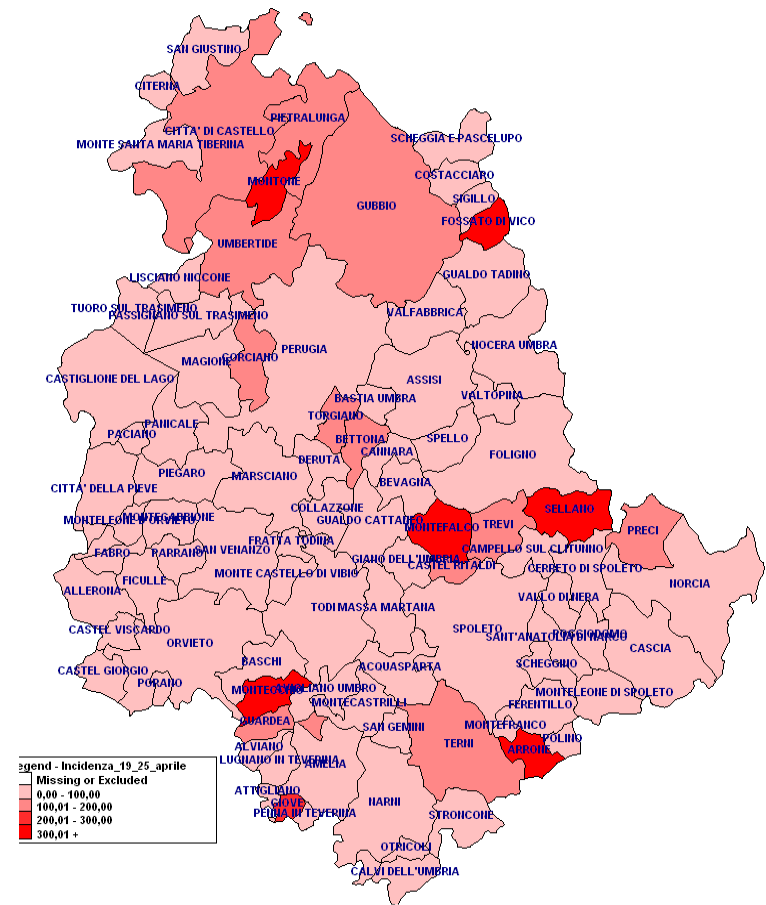 SAN GIUSTINO
CITERNA
PIETRALUNGA
CITTA' DI CASTELLO
MONTE SANTA MARIA TIBERINA
SCHEGGIA E PASCELUPO
COSTACCIARO
MONTONE
SIGILLO
GUBBIO
FOSSATO DI VICO
UMBERTIDE
GUALDO TADINO
LISCIANO NICCONE
TUORO SUL TRASIMENO
PASSIGNANO SUL TRASIMENO
VALFABBRICA
NOCERA UMBRA
PERUGIA
CORCIANO
MAGIONE
CASTIGLIONE DEL LAGO
ASSISI
VALTOPINA
BASTIA UMBRA
TORGIANO
PANICALE
PACIANO
BETTONA
SPELLO
CANNARA
FOLIGNO
DERUTA
PIEGARO
MARSCIANO
BEVAGNA
CITTA' DELLA PIEVE
COLLAZZONE
SELLANO
MONTEGABBIONE
MONTELEONE D'ORVIETO
GUALDO CATTANEO
MONTEFALCO
TREVI
PRECI
FRATTA TODINA
SAN VENANZO
CAMPELLO SUL CLITUNNO
FABRO
PARRANO
GIANO DELL'UMBRIA
CASTEL RITALDI
CERRETO DI SPOLETO
MONTE CASTELLO DI VIBIO
FICULLE
NORCIA
ALLERONA
VALLO DI NERA
TODI
MASSA MARTANA
CASTEL VISCARDO
SPOLETO
SANT'ANATOLIA DI NARCO
POGGIODOMO
ORVIETO
CASCIA
BASCHI
SCHEGGINO
ACQUASPARTA
CASTEL GIORGIO
PORANO
MONTECCHIO
AVIGLIANO UMBRO
MONTELEONE DI SPOLETO
MONTECASTRILLI
FERENTILLO
GUARDEA
SAN GEMINI
MONTEFRANCO
POLINO
ALVIANO
TERNI
ARRONE
LUGNANO IN TEVERINA
AMELIA
ATTIGLIANO
GIOVE
NARNI
PENNA IN TEVERINA
STRONCONE
OTRICOLI
CALVI DELL'UMBRIA
egend - Incidenza_19_25_aprile
Missing or Excluded
0,00 - 100,00
100,01 - 200,00
200,01 - 300,00
300,01 +